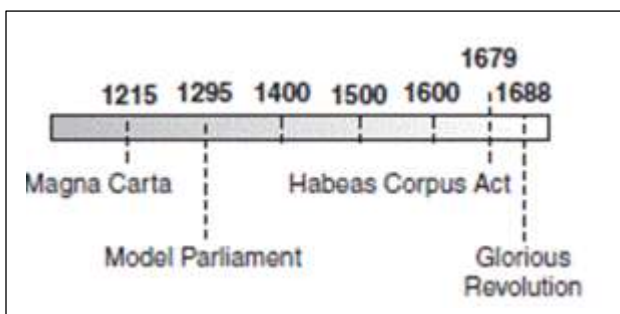 1679
1215 1295 1400 1500 1600 1688
Magna Carta Habeas Corpus Act
Model Parliament Glorious
Revolution